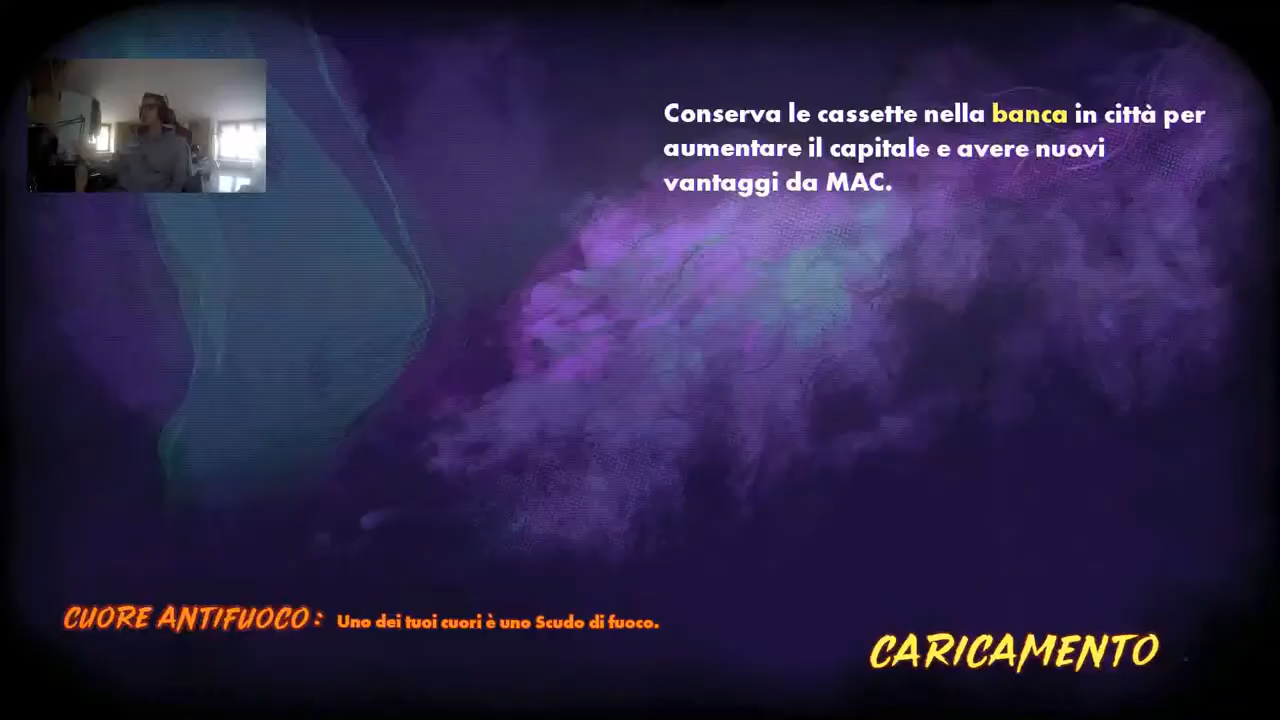 Conserva le cassette nella banca in città per
aumentare il capitale e avere nuovi
vantaggi da MAC.
CUORE ANTIFUOCO: Uno dei tuoi cuori è uno Scudo di fuoco.
CARICAMENTO